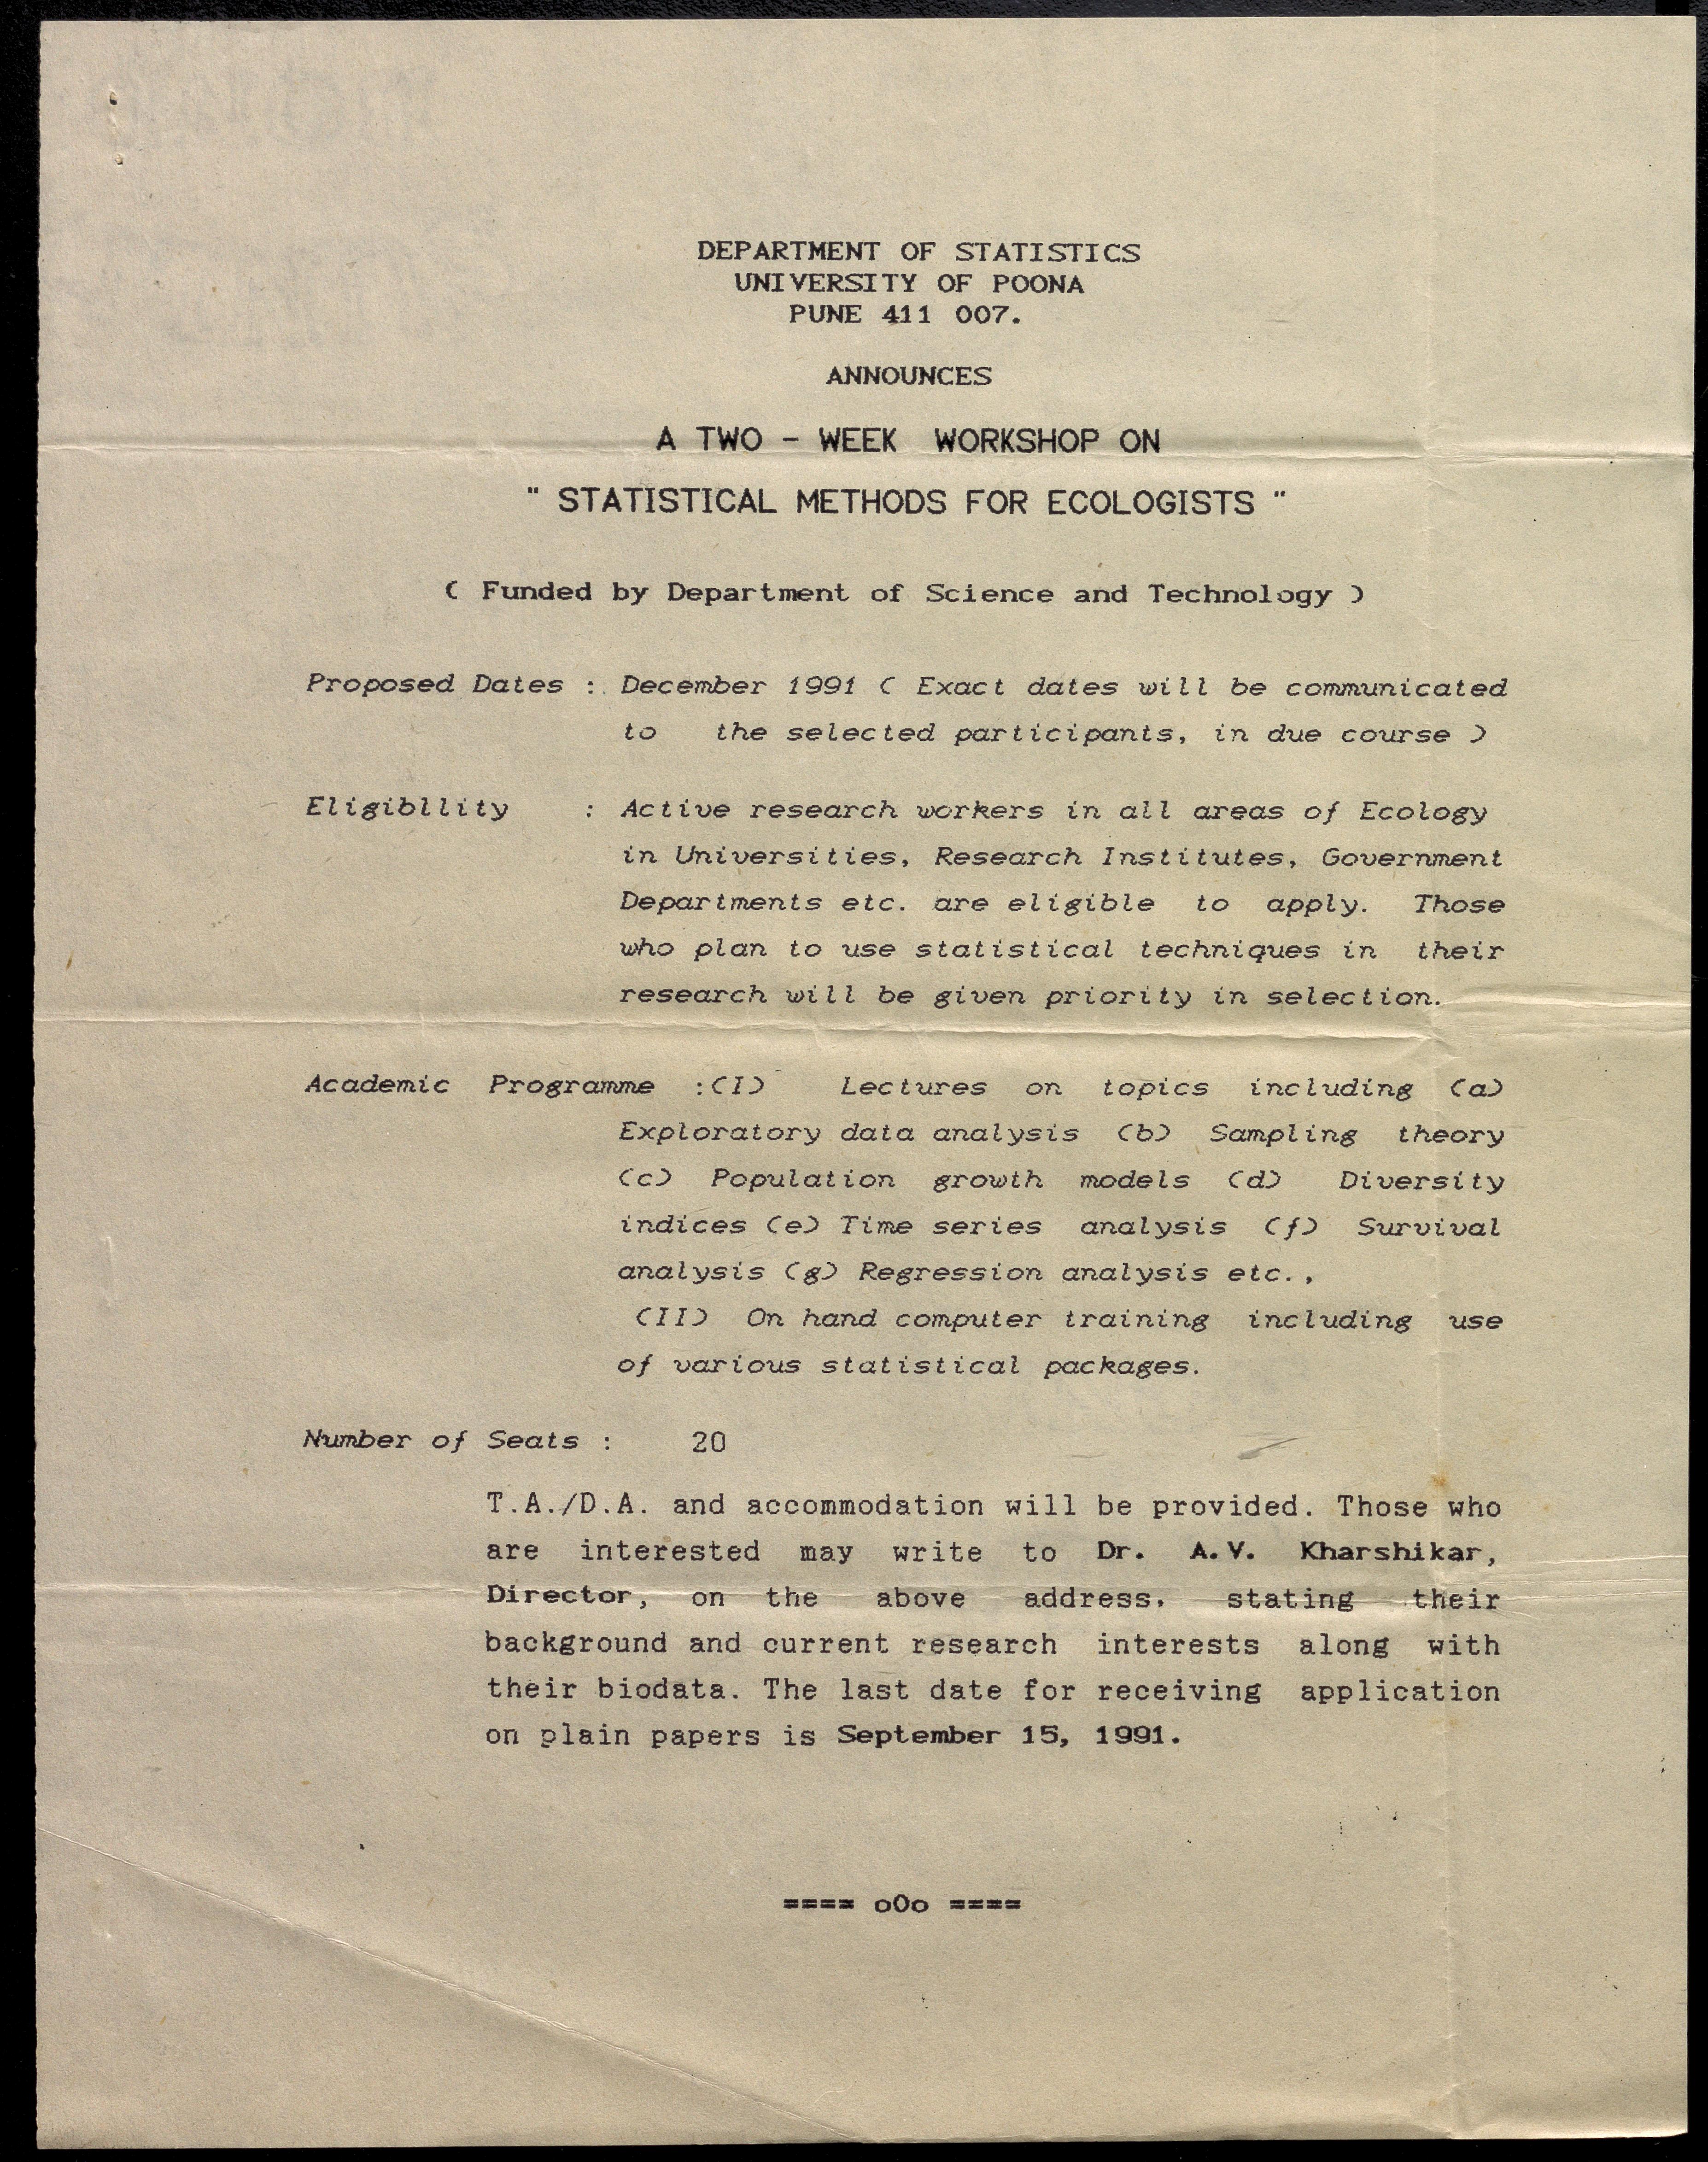 DEPARTMENT OF STATISTICS
UNIVERSITY OF POONA
PUNE 411 007.
ANNOUNCES
A TWO - WEEK WORKSHOP ON
" STATISTICAL METHODS FOR ECOLOGISTS "
( Funded by Department of Science and Technology )
Proposed Dates : December 1991 ( Exact dates will be communicated
to the selected participants, in due course )
Eligibllity : Active research workers in all areas of Ecology
in Universities, Research Institutes, Government
Departments etc. are eligible to apply. Those
who plan to use statistical techniques in their
research will be given priority in selection.
Academic Programme :(I) Lectures on topics including (a)
Exploratory data analysis (b) Sampling theory
(c) Population growth models (d) Diversity
indices (e) Time series analysis (f) Survival
analysis (g) Regression analysis etc.,
(II) On hand computer training including use
of various statistical packages.
Number of Seats : 20
T.A./D.A. and accommodation will be provided. Those who
are interested may write to Dr. A.V. Kharshikar,
Director, on the above address, stating their
background and current research interests along with
their biodata. The last date for receiving application
on plain papers is September 15, 1991.
==== oOo ====